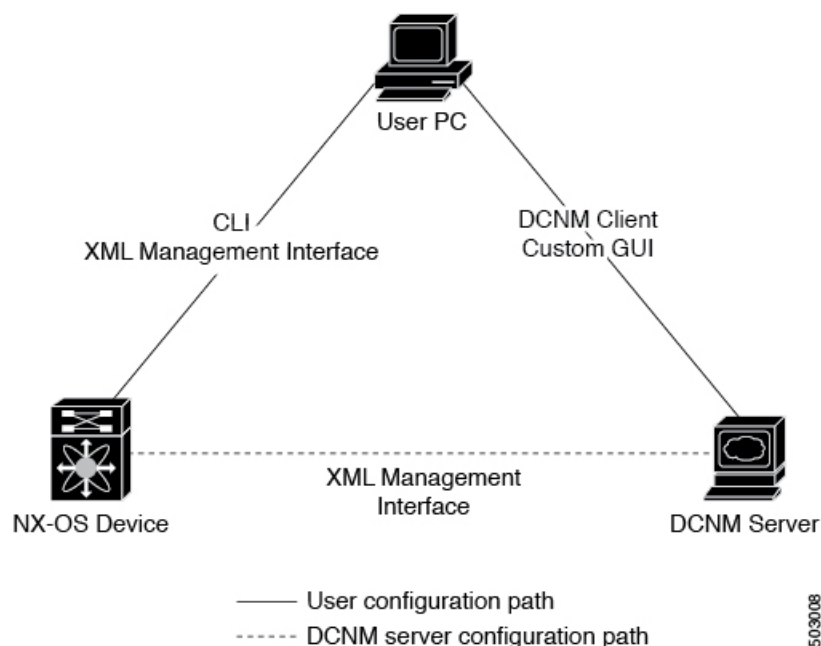 User PC
CLI
XML Management Interface
DCNM Client
Custom GUI
XML Management
Interface
NX-OS Device
DCNM Server
User configuration path
DCNM server configuration path
503008